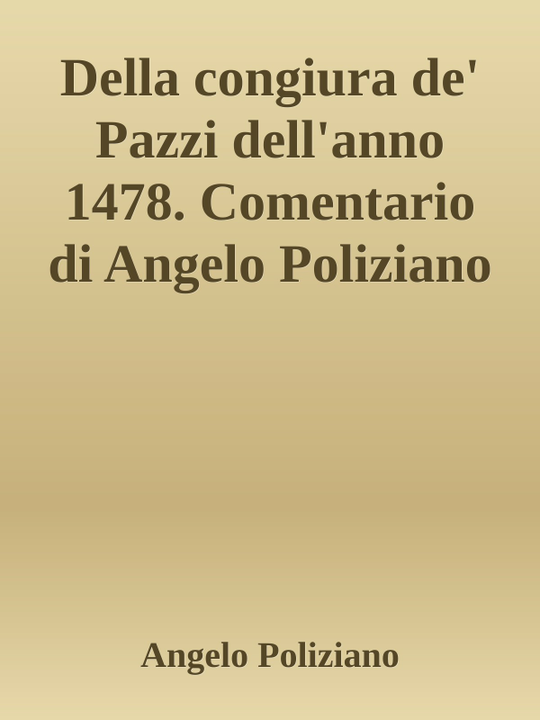 Della congiura de'
Pazzi dell'anno
1478. Comentario
di Angelo Poliziano
Angelo Poliziano